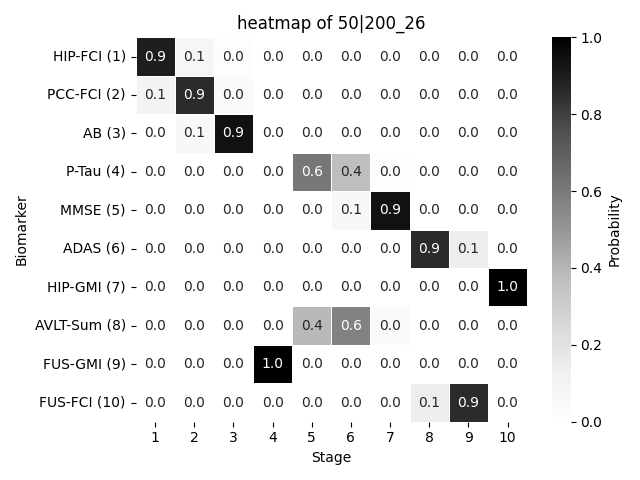 heatmap of 50|200_26
HIP-FCI (1) 0.9 0.1 0.0 0.0 0.0 0.0 0.0 0.0 0.0 0.0
PCC-FCI (2) 0.1 0.9 0.0 0.0 0.0 0.0 0.0 0.0 0.0 0.0
AB (3) 0.0 0.1 0.9 0.0 0.0 0.0 0.0 0.0 0.0 0.0
P-Tau (4) 0.0 0.0 0.0 0.0 0.6 0.4 0.0 0.0 0.0 0.0
MMSE (5) 0.0 0.0 0.0 0.0 0.0 0.1 0.9 0.0 0.0 0.0
ADAS (6) 0.0 0.0 0.0 0.0 0.0 0.0 0.0 0.9 0.1 0.0
HIP-GMI (7) 0.0 0.0 0.0 0.0 0.0 0.0 0.0 0.0 0.0 1.0
AVLT-Sum (8) 0.0 0.0 0.0 0.0 0.4 0.6 0.0 0.0 0.0 0.0
FUS-GMI (9) 0.0 0.0 0.0 1.0 0.0 0.0 0.0 0.0 0.0 0.0
FUS-FCI (10) 0.0 0.0 0.0 0.0 0.0 0.0 0.0 0.1 0.9 0.0
1 2 3 4 5 6 7 8 9 10
Stage
Biomarker
1.0
0.8
0.6
0.4
0.2
0.0
Probability